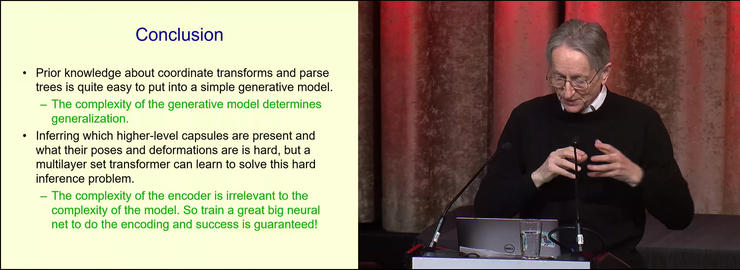 Conclusion
• Prior knowledge about coordinate transforms and parse
trees is quite easy to put into a simple generative model.
– The complexity of the generative model determines
generalization.
• Inferring which higher-level capsules are present and
what their poses and deformations are is hard, but a
multilayer set transformer can learn to solve this hard
inference problem.
– The complexity of the encoder is irrelevant to the
complexity of the model. So train a great big neural
net to do the encoding and success is guaranteed!
DELL